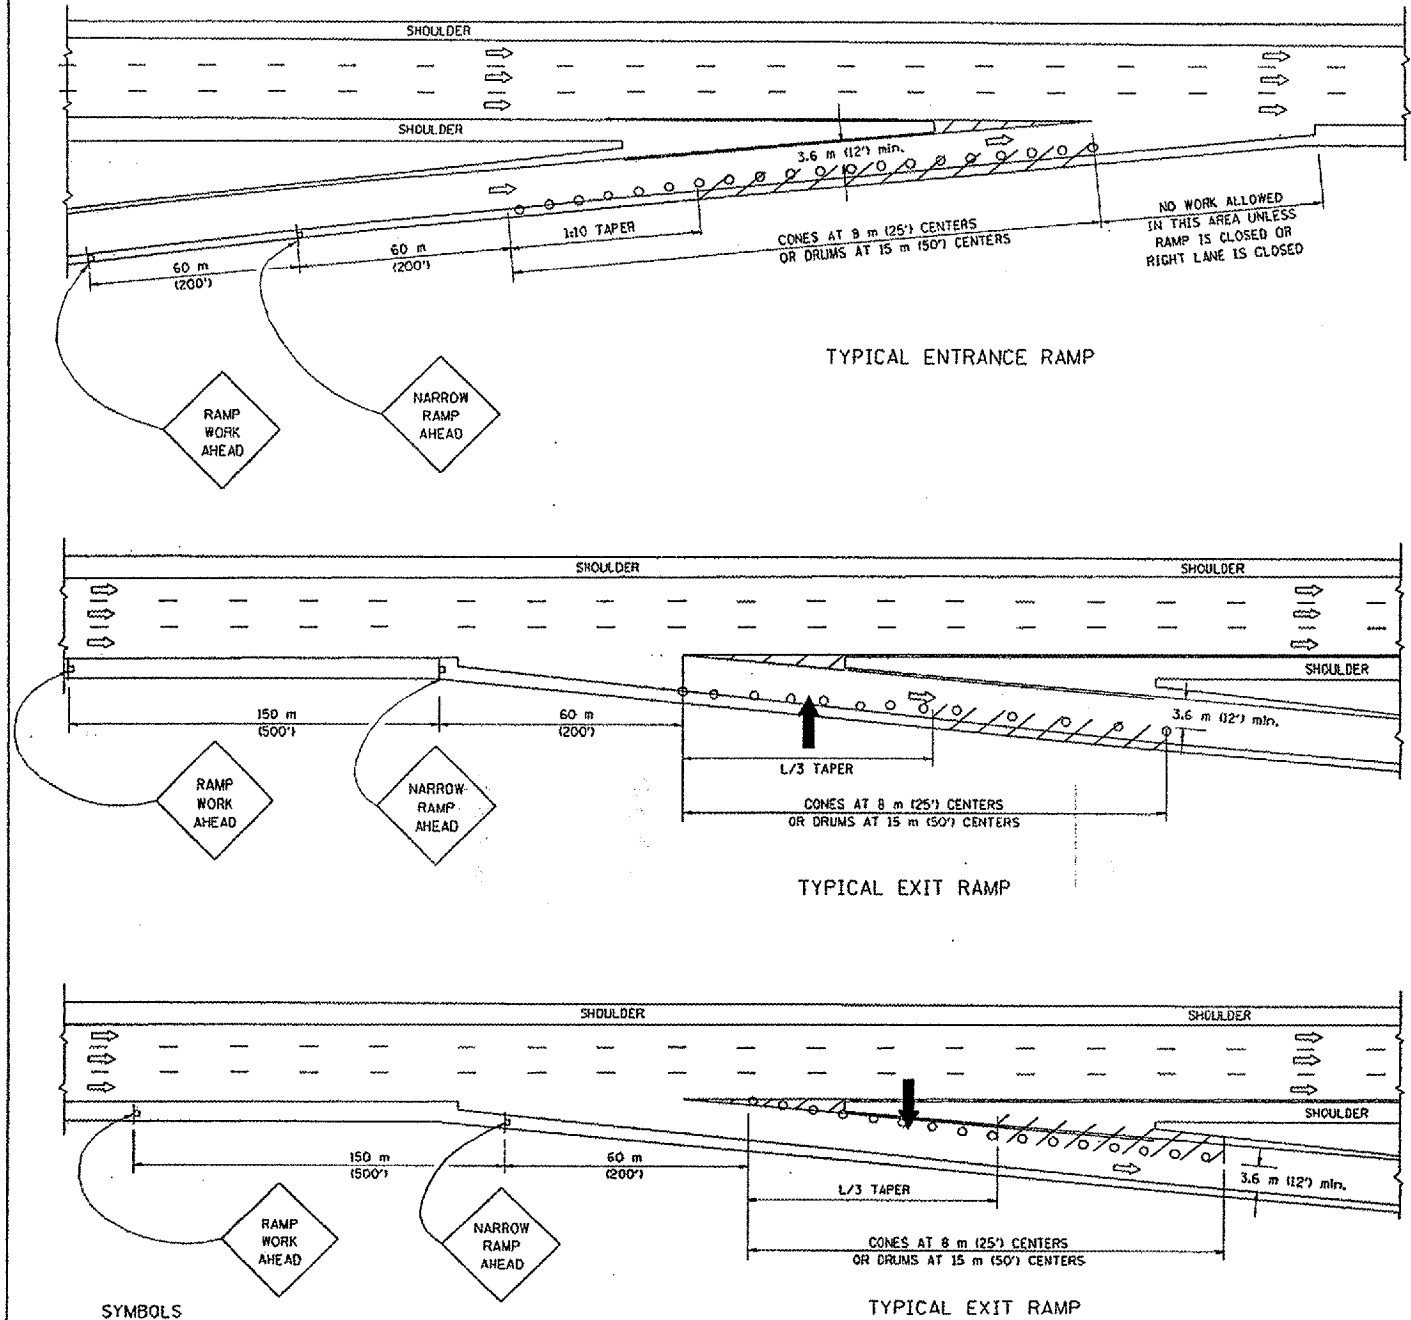 SHOULDER
SHOULDER
3.6 m (12') min.
1:10 TAPER
60 m
(200')
60 m
(200')
CONES AT 8 m (25') CENTERS
OR DRUMS AT 15 m (50') CENTERS
NO WORK ALLOWED
IN THIS AREA UNLESS
RAMP IS CLOSED OR
RIGHT LANE IS CLOSED
TYPICAL ENTRANCE RAMP
RAMP
WORK
AHEAD
NARROW
RAMP
AHEAD
SHOULDER
SHOULDER
SHOULDER
150 m
(500')
60 m
(200')
3.6 m (12') min.
L/3 TAPER
RAMP
WORK
AHEAD
NARROW
RAMP
AHEAD
CONES AT 8 m (25') CENTERS
OR DRUMS AT 15 m (50') CENTERS
TYPICAL EXIT RAMP
SHOULDER
SHOULDER
SHOULDER
150 m
(500')
60 m
(200')
3.6 m (12') min.
L/3 TAPER
RAMP
WORK
AHEAD
NARROW
RAMP
AHEAD
CONES AT 8 m (25') CENTERS
OR DRUMS AT 15 m (50') CENTERS
SYMBOLS
TYPICAL EXIT RAMP